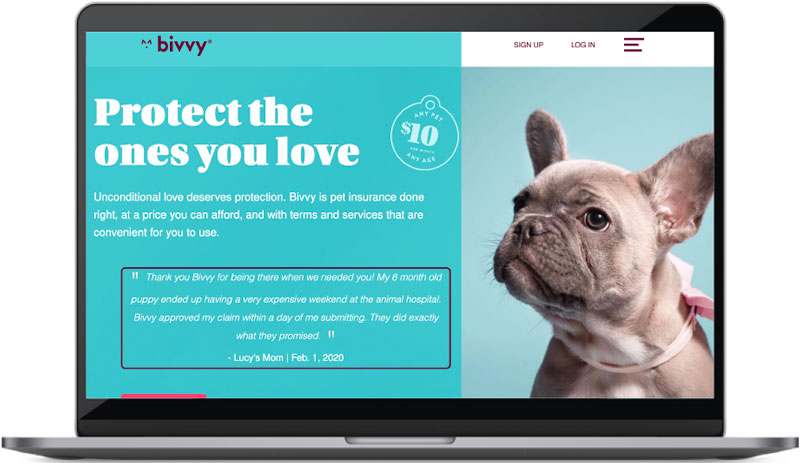 bivvy®
SIGN UP
LOG IN
Protect the
ones you love
ANY PET
$10
PER MONTH
ANY AGE
Unconditional love deserves protection. Bivvy is pet insurance done
right, at a price you can afford, and with terms and services that are
convenient for you to use.
" Thank you Bivvy for being there when we needed you! My 6 month old
puppy ended up having a very expensive weekend at the animal hospital.
Bivvy approved my claim within a day of me submitting. They did exactly
what they promised. "
- Lucy's Mom | Feb. 1, 2020